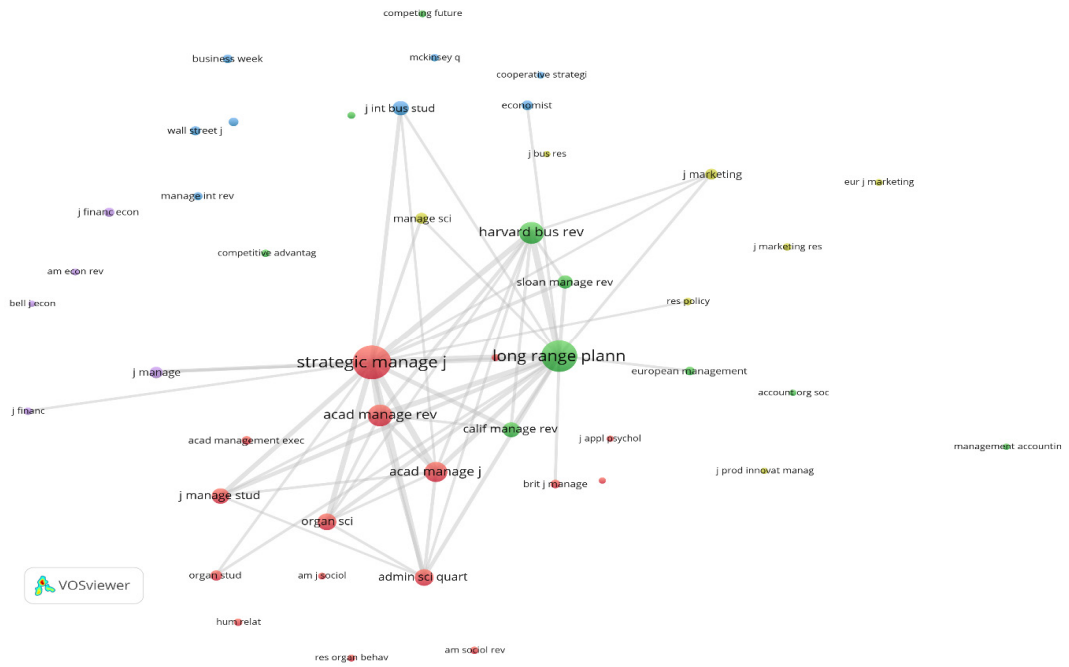 competing future
business week
mckinsey q
cooperative strategi
j int bus stud
economist
wall street j
j bus res
j marketing
eur j marketing
manage int rev
j financ econ
manage sci
harvard bus rev
j marketing res
competitive advantag
am econ rev
sloan manage rev
bell j econ
res policy
strategic manage j
long range plann
j manage
european management
account org soc
j financ
acad manage rev
calif manage rev
acad management exec
j appl psychol
management accountin
acad manage j
j prod innovat manag
brit j manage
j manage stud
organ sci
organ stud
am j sociol
admin sci quart
VOSviewer
hum relat
am sociol rev
res organ behav